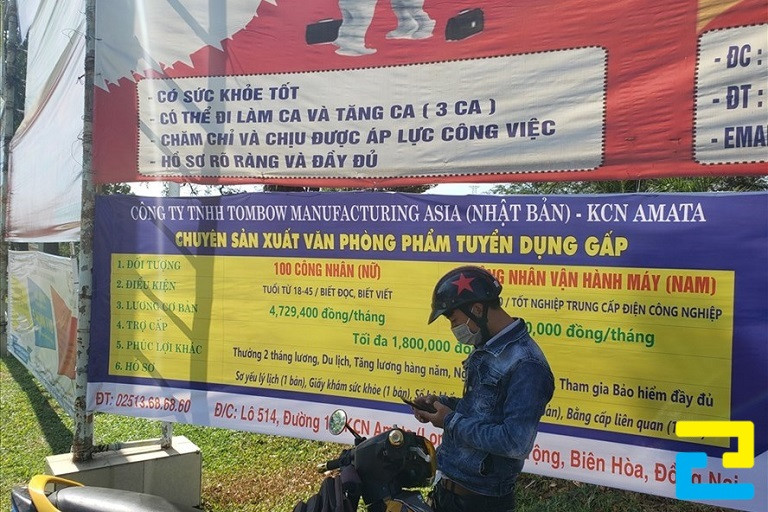 - CÓ SỨC KHỎE TỐT
- CÓ THỂ ĐI LÀM CA VÀ TĂNG CA ( 3 CA )
- CHĂM CHỈ VÀ CHỊU ĐƯỢC ÁP LỰC CÔNG VIỆC
- HỒ SƠ RÕ RÀNG VÀ ĐẦY ĐỦ
- ĐC :
- ĐT :
- EMAI
CÔNG TY TNHH TOMBOW MANUFACTURING ASIA (NHẬT BẢN) - KCN AMATA
CHUYÊN SẢN XUẤT VĂN PHÒNG PHẨM TUYỂN DỤNG GẤP
1. ĐỐI TƯỢNG
100 CÔNG NHÂN (NỮ)
NG NHÂN VẬN HÀNH MÁY (NAM)
2. ĐIỀU KIỆN
TUỔI TỪ 18-45 / BIẾT ĐỌC, BIẾT VIẾT
/ TỐT NGHIỆP TRUNG CẤP ĐIỆN CÔNG NGHIỆP
3. LƯƠNG CƠ BẢN
4,729,400 đồng/tháng
0,000 đồng/tháng
4. TRỢ CẤP
Tối đa 1,800,000 đồ
5. PHÚC LỢI KHÁC
Thưởng 2 tháng lương, Du lịch, Tăng lương hàng năm,
Tham gia Bảo hiểm đầy đủ
6. HỒ SƠ
Sơ yếu lý lịch (1 bản), Giấy khám sức khỏe (1 bản), Sổ
bản), Bằng cấp liên quan
ĐT: 02513.68.68.60
Đ/C: Lô 514, Đường 1 KCN Amata
Biên Hòa, Đồng Nai